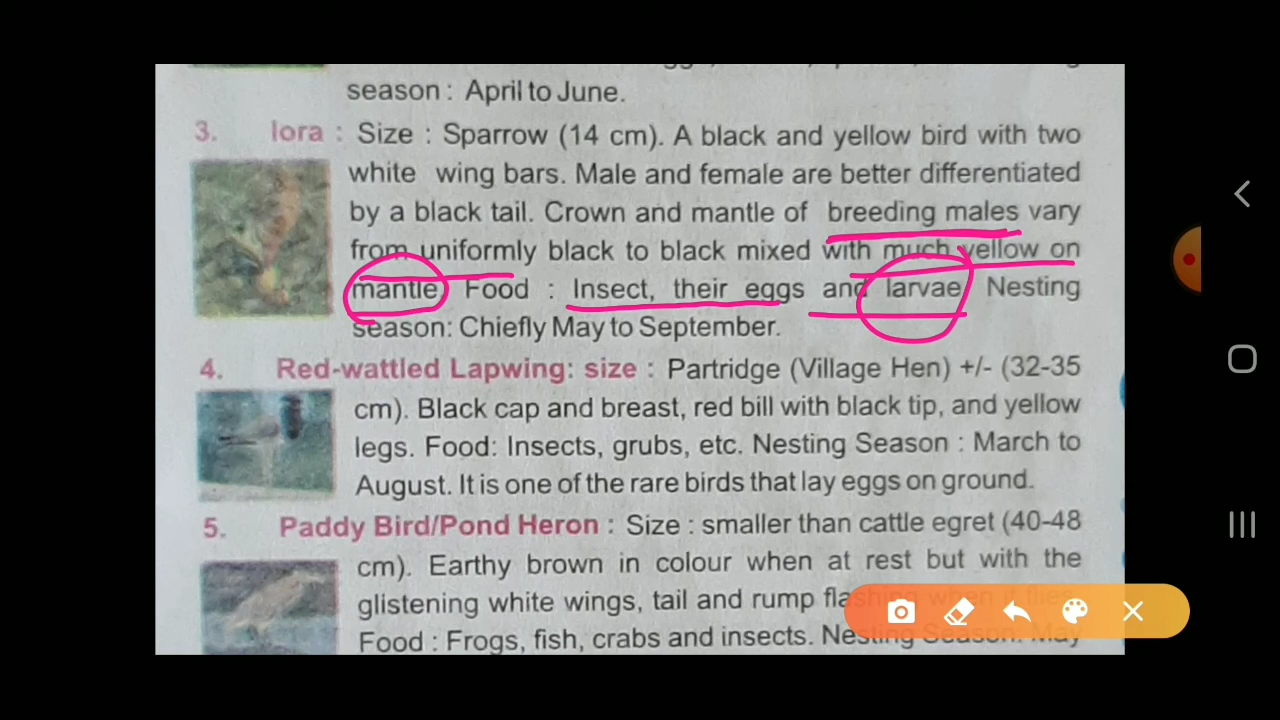 season : April to June.
3. Iora : Size : Sparrow (14 cm). A black and yellow bird with two
white wing bars. Male and female are better differentiated
by a black tail. Crown and mantle of breeding males vary
from uniformly black to black mixed with much yellow on
mantle Food : Insect, their eggs and larvae Nesting
season: Chiefly May to September.
4. Red-wattled Lapwing: size : Partridge (Village Hen) +/- (32-35
cm). Black cap and breast, red bill with black tip, and yellow
legs. Food: Insects, grubs, etc. Nesting Season : March to
August. It is one of the rare birds that lay eggs on ground.
5. Paddy Bird/Pond Heron : Size : smaller than cattle egret (40-48
cm). Earthy brown in colour when at rest but with the
glistening white wings, tail and rump flashing when it flies.
Food : Frogs, fish, crabs and insects. Nesting Season: May